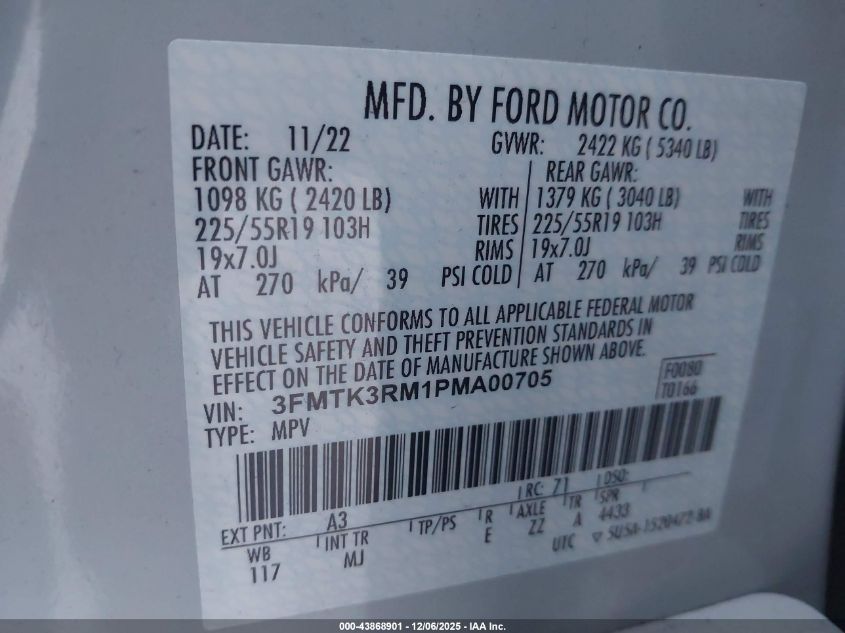 MFD. BY FORD MOTOR CO.
DATE: 11/22 GVWR: 2422 KG ( 5340 LB)
FRONT GAWR: REAR GAWR:
1098 KG ( 2420 LB) WITH 1379 KG ( 3040 LB) WITH
225/55R19 103H TIRES 225/55R19 103H TIRES
19x7.0J RIMS 19x7.0J RIMS
AT 270 kPa/ 39 PSI COLD AT 270 kPa/ 39 PSI COLD
THIS VEHICLE CONFORMS TO ALL APPLICABLE FEDERAL MOTOR
VEHICLE SAFETY AND THEFT PREVENTION STANDARDS IN
EFFECT ON THE DATE OF MANUFACTURE SHOWN ABOVE.
VIN: 3FMTK3RM1PMA00705 F0080
TYPE: MPV T0166
EXT PNT: A3 RC: 71 DSO:
WB INT TR TP/PS R AXLE TR SPR
117 MJ E ZZ A 4433
UTC
000-43868901 - 12/06/2025 - IAA Inc.